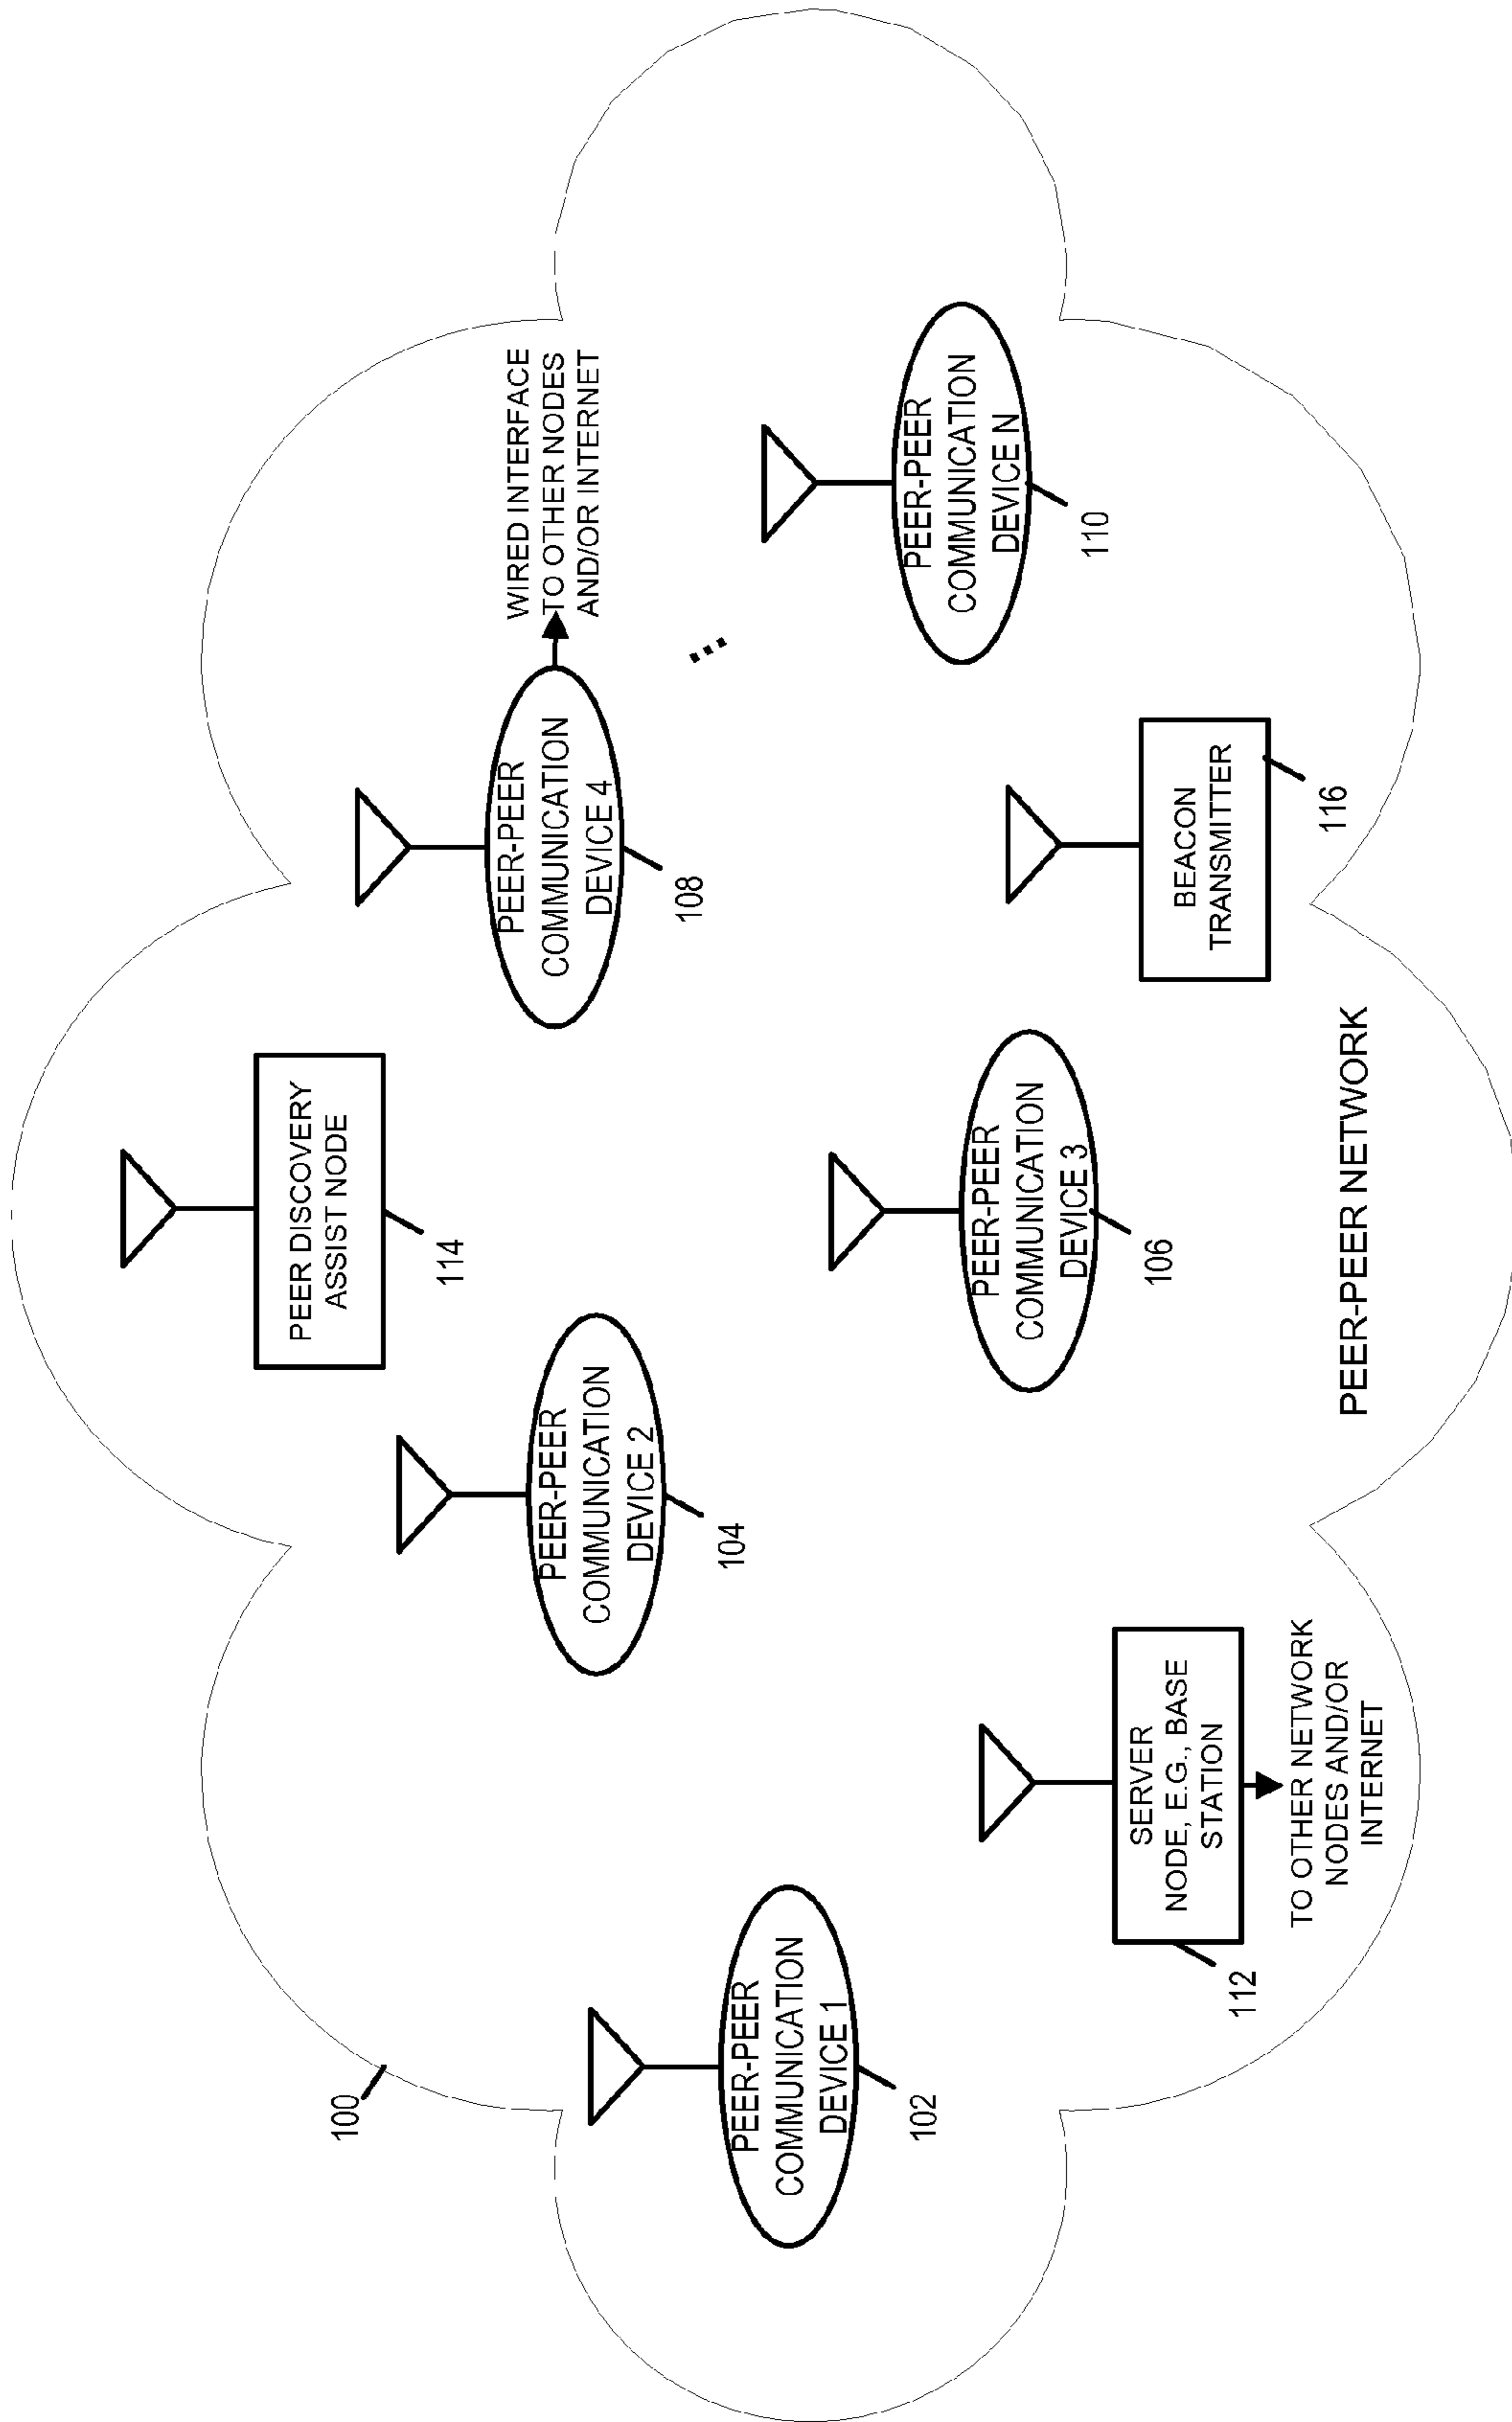 100
PEER DISCOVERY
ASSIST NODE
114
PEER-PEER
COMMUNICATION
DEVICE 4
108
WIRED INTERFACE
TO OTHER NODES
AND/OR INTERNET
PEER-PEER
COMMUNICATION
DEVICE 2
104
PEER-PEER
COMMUNICATION
DEVICE 1
102
PEER-PEER
COMMUNICATION
DEVICE 3
106
PEER-PEER
COMMUNICATION
DEVICE N
110
SERVER
NODE, E.G., BASE
STATION
112
TO OTHER NETWORK
NODES AND/OR
INTERNET
BEACON
TRANSMITTER
116
PEER-PEER NETWORK